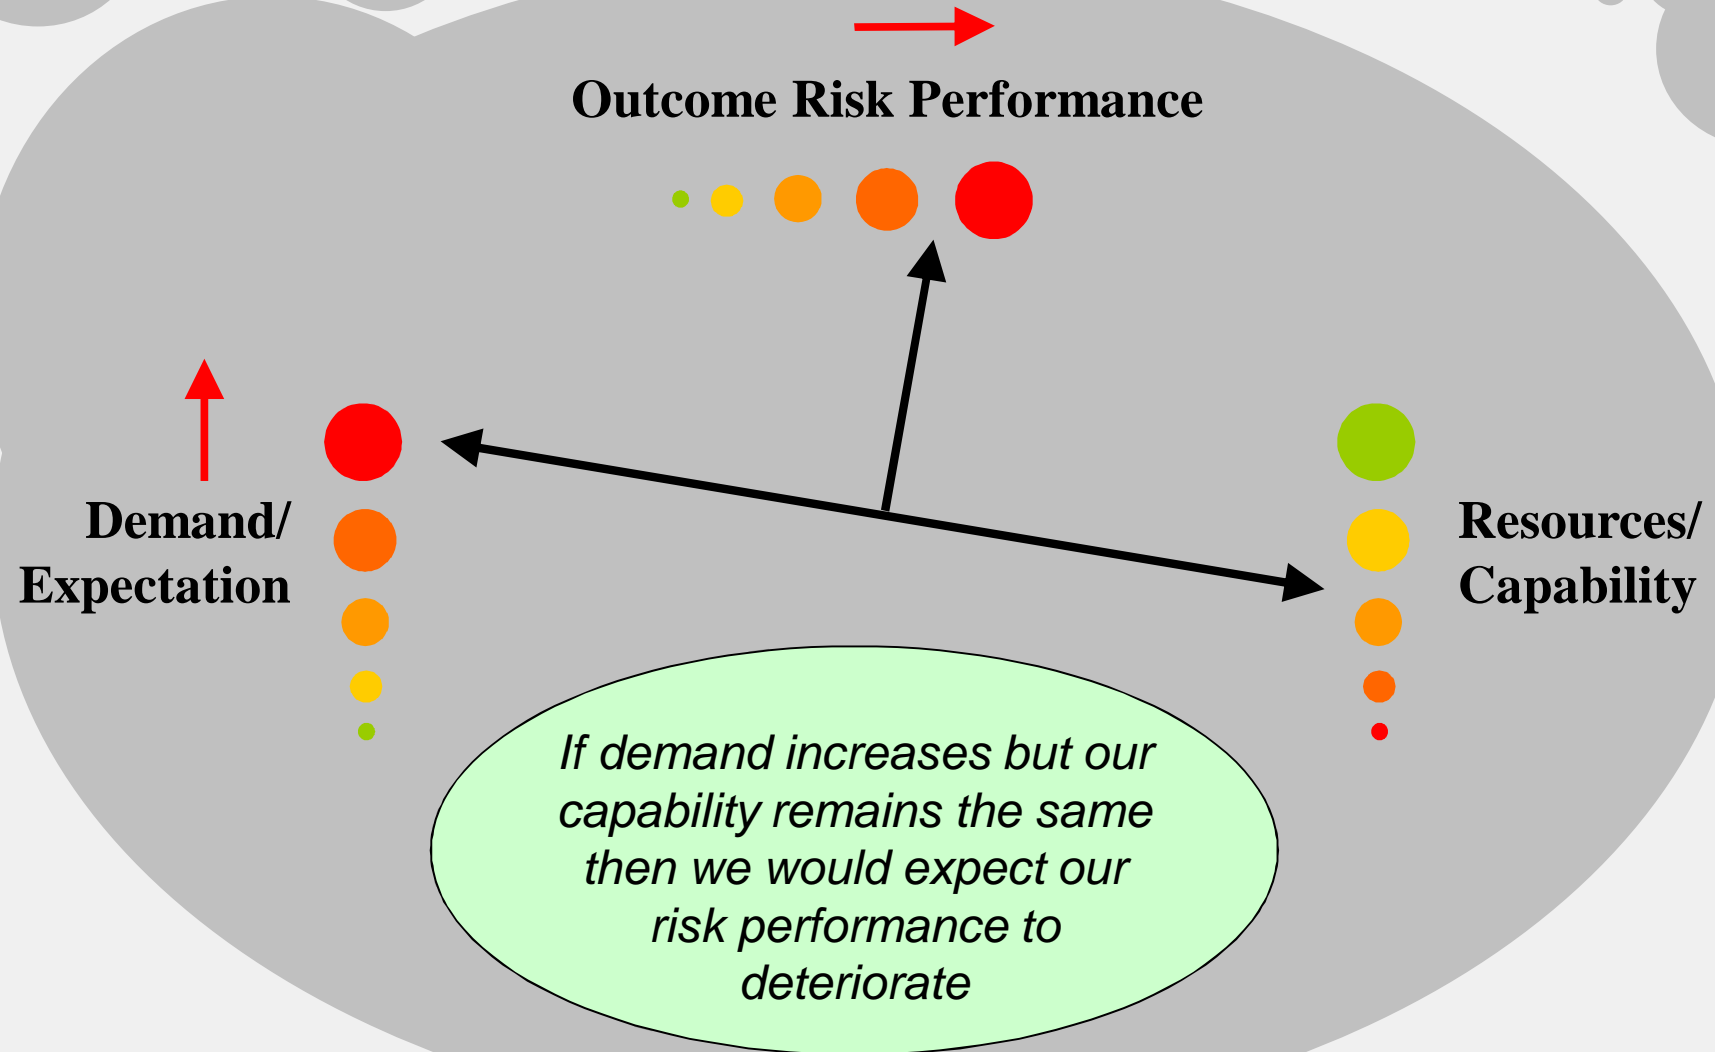 Outcome Risk Performance
Demand/
Expectation
Resources/
Capability
If demand increases but our
capability remains the same
then we would expect our
risk performance to
deteriorate